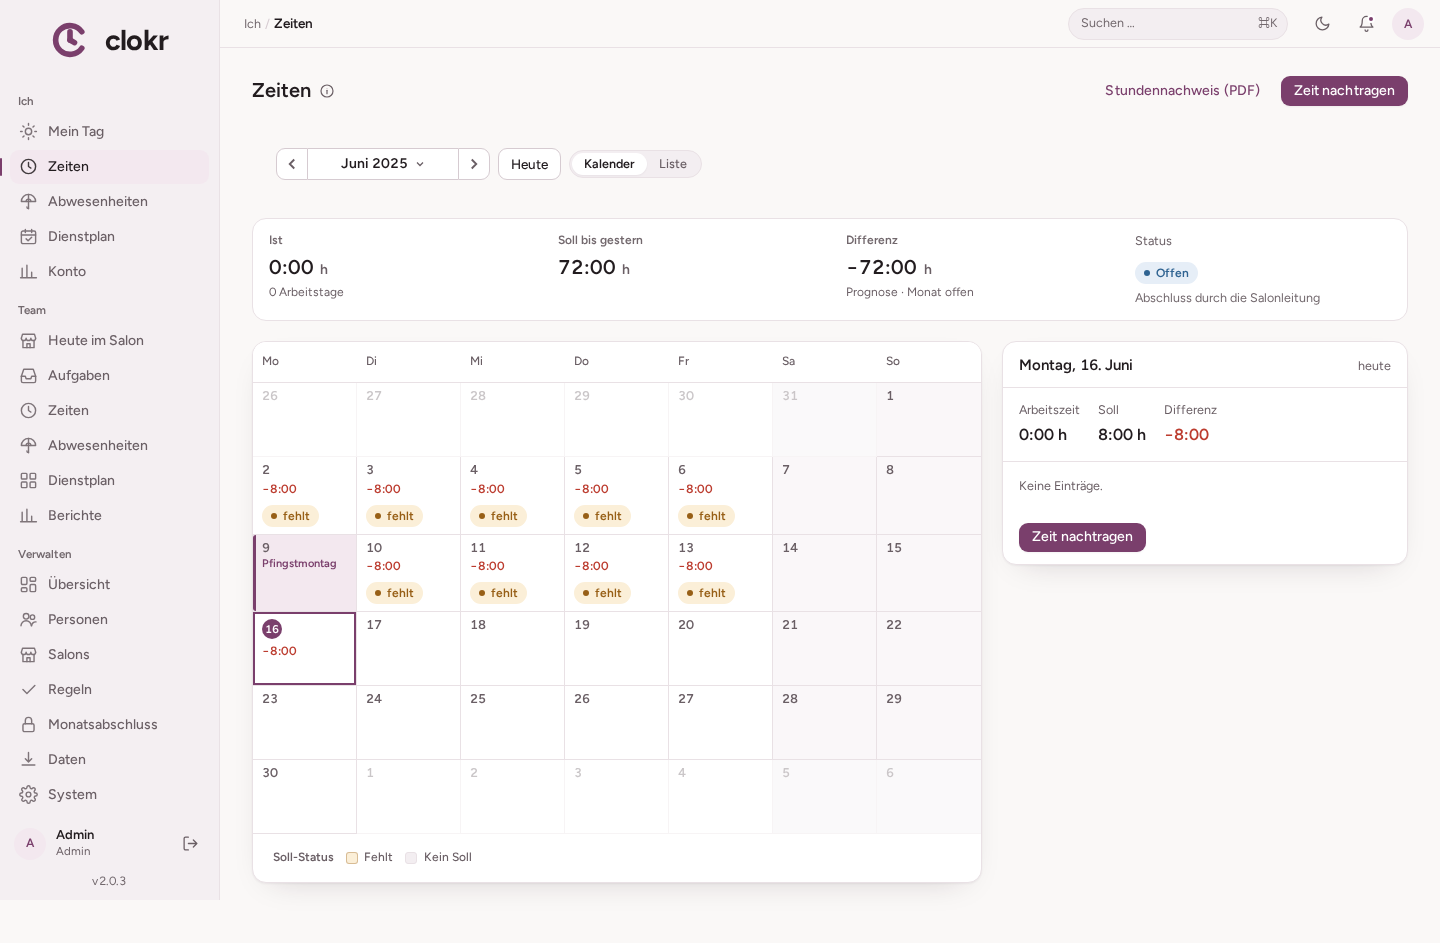 clokr
Ich
Mein Tag
Zeiten
Abwesenheiten
Dienstplan
Konto
Team
Heute im Salon
Aufgaben
Zeiten
Abwesenheiten
Dienstplan
Berichte
Verwalten
Übersicht
Personen
Salons
Regeln
Monatsabschluss
Daten
System
A
Admin
Admin
v2.0.3
Ich / Zeiten
Suchen ... ⌘K
A
Zeiten
Stundennachweis (PDF)
Zeit nachtragen
Juni 2025
Heute
Kalender
Liste
Ist
0:00 h
0 Arbeitstage
Soll bis gestern
72:00 h
Differenz
−72:00 h
Prognose · Monat offen
Status
Offen
Abschluss durch die Salonleitung
Mo Di Mi Do Fr Sa So
26 27 28 29 30 31 1
2 3 4 5 6 7 8
−8:00 −8:00 −8:00 −8:00 −8:00
fehlt fehlt fehlt fehlt fehlt
9 10 11 12 13 14 15
Pfingstmontag −8:00 −8:00 −8:00 −8:00
fehlt fehlt fehlt fehlt
16 17 18 19 20 21 22
−8:00
23 24 25 26 27 28 29
30 1 2 3 4 5 6
Soll-Status Fehlt Kein Soll
Montag, 16. Juni heute
Arbeitszeit Soll Differenz
0:00 h 8:00 h −8:00
Keine Einträge.
Zeit nachtragen